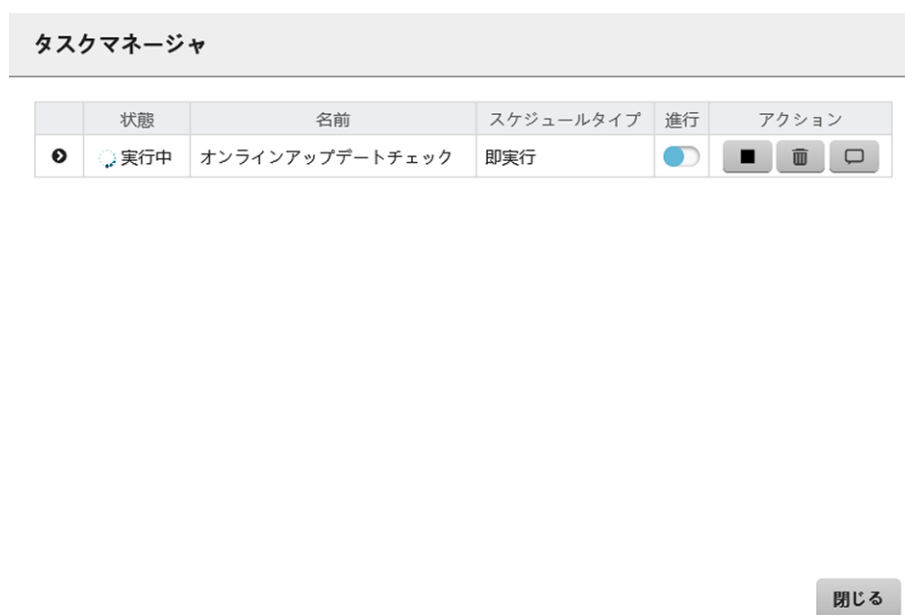 タスクマネージャ
状態 名前 スケジュールタイプ 進行 アクション
実行中 オンラインアップデートチェック 即実行
閉じる